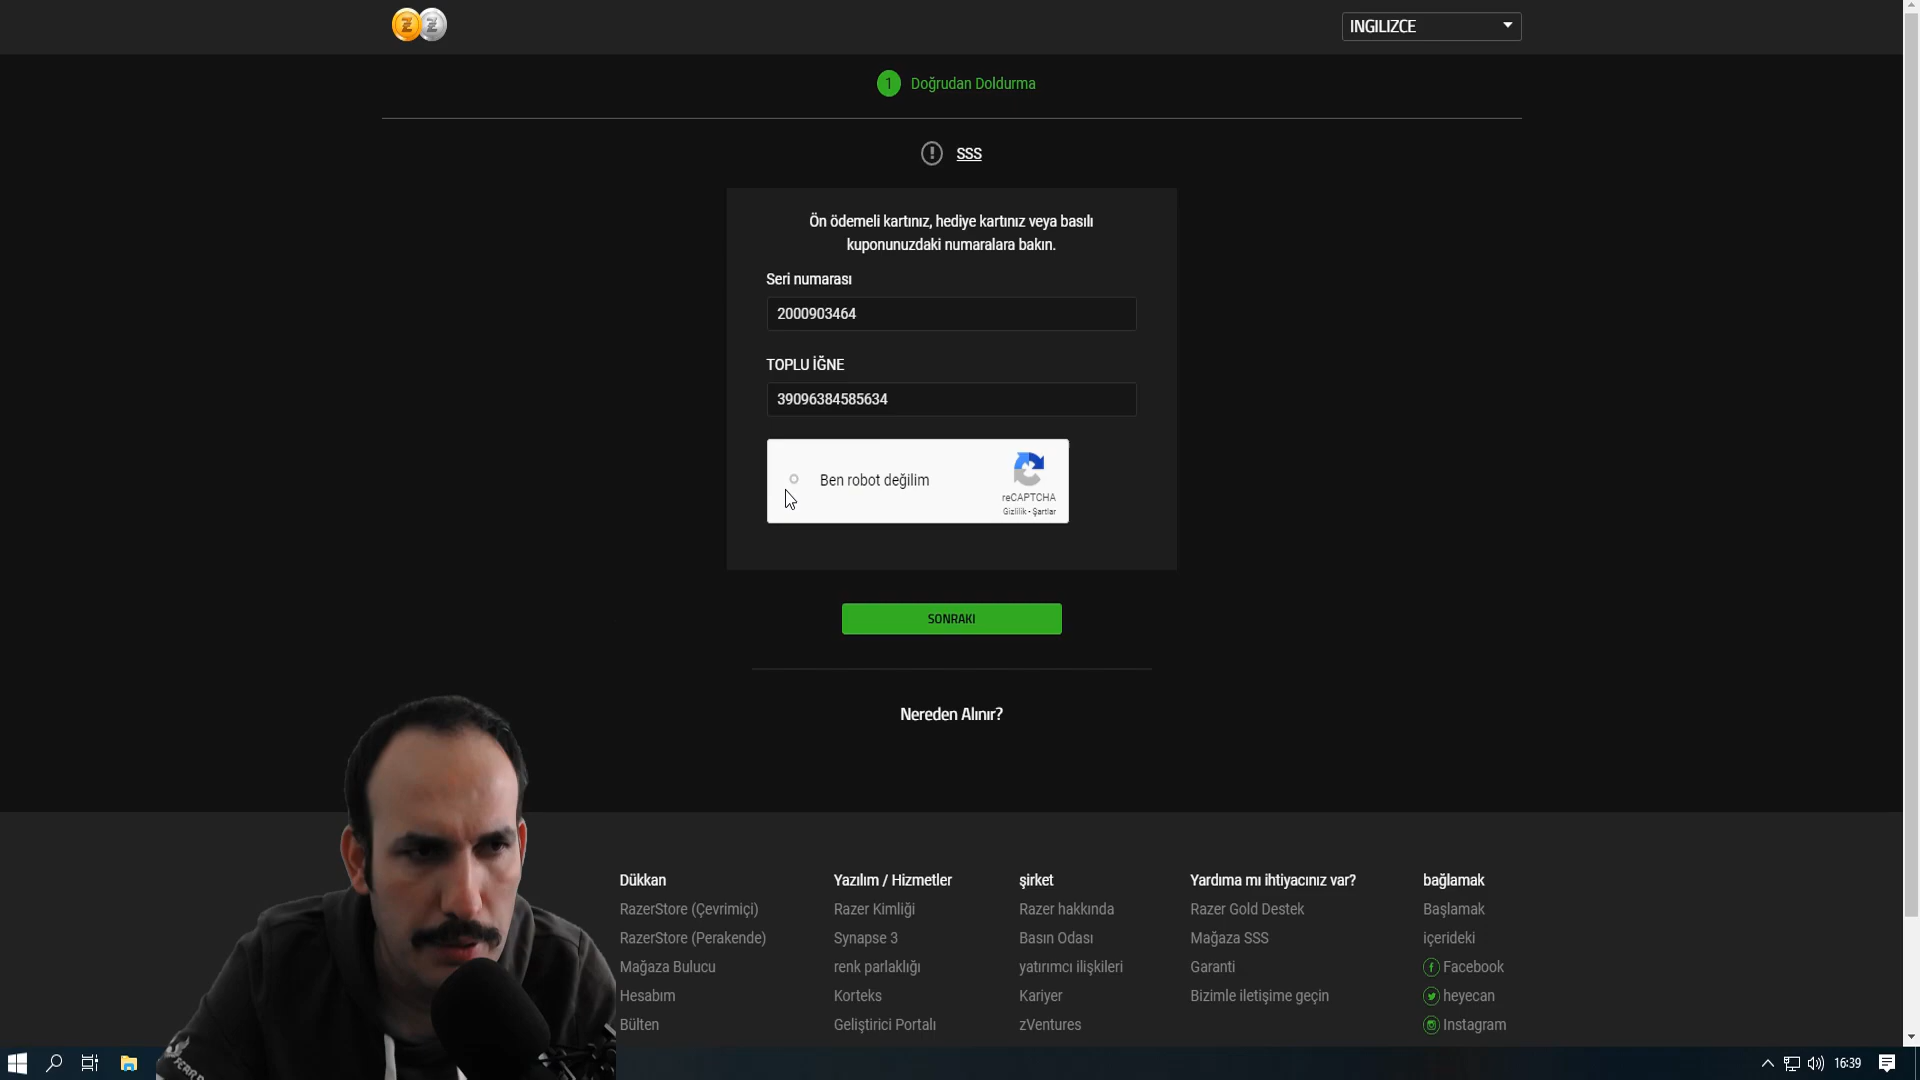 INGILIZCE
1 Doğrudan Doldurma
SSS
Ön ödemeli kartınız, hediye kartınız veya basılı
kuponunuzdaki numaralara bakın.
Seri numarası
2000903464
TOPLU İĞNE
39096384585634
Ben robot değilim
reCAPTCHA
Gizlilik - Şartlar
SONRAKI
Nereden Alınır?
Dükkan
RazerStore (Çevrimiçi)
RazerStore (Perakende)
Mağaza Bulucu
Hesabım
Bülten
Yazılım / Hizmetler
Razer Kimliği
Synapse 3
renk parlaklığı
Korteks
Geliştirici Portalı
şirket
Razer hakkında
Basın Odası
yatırımcı ilişkileri
Kariyer
zVentures
Yardıma mı ihtiyacınız var?
Razer Gold Destek
Mağaza SSS
Garanti
Bizimle iletişime geçin
bağlamak
Başlamak
içerideki
Facebook
heyecan
Instagram
16:39